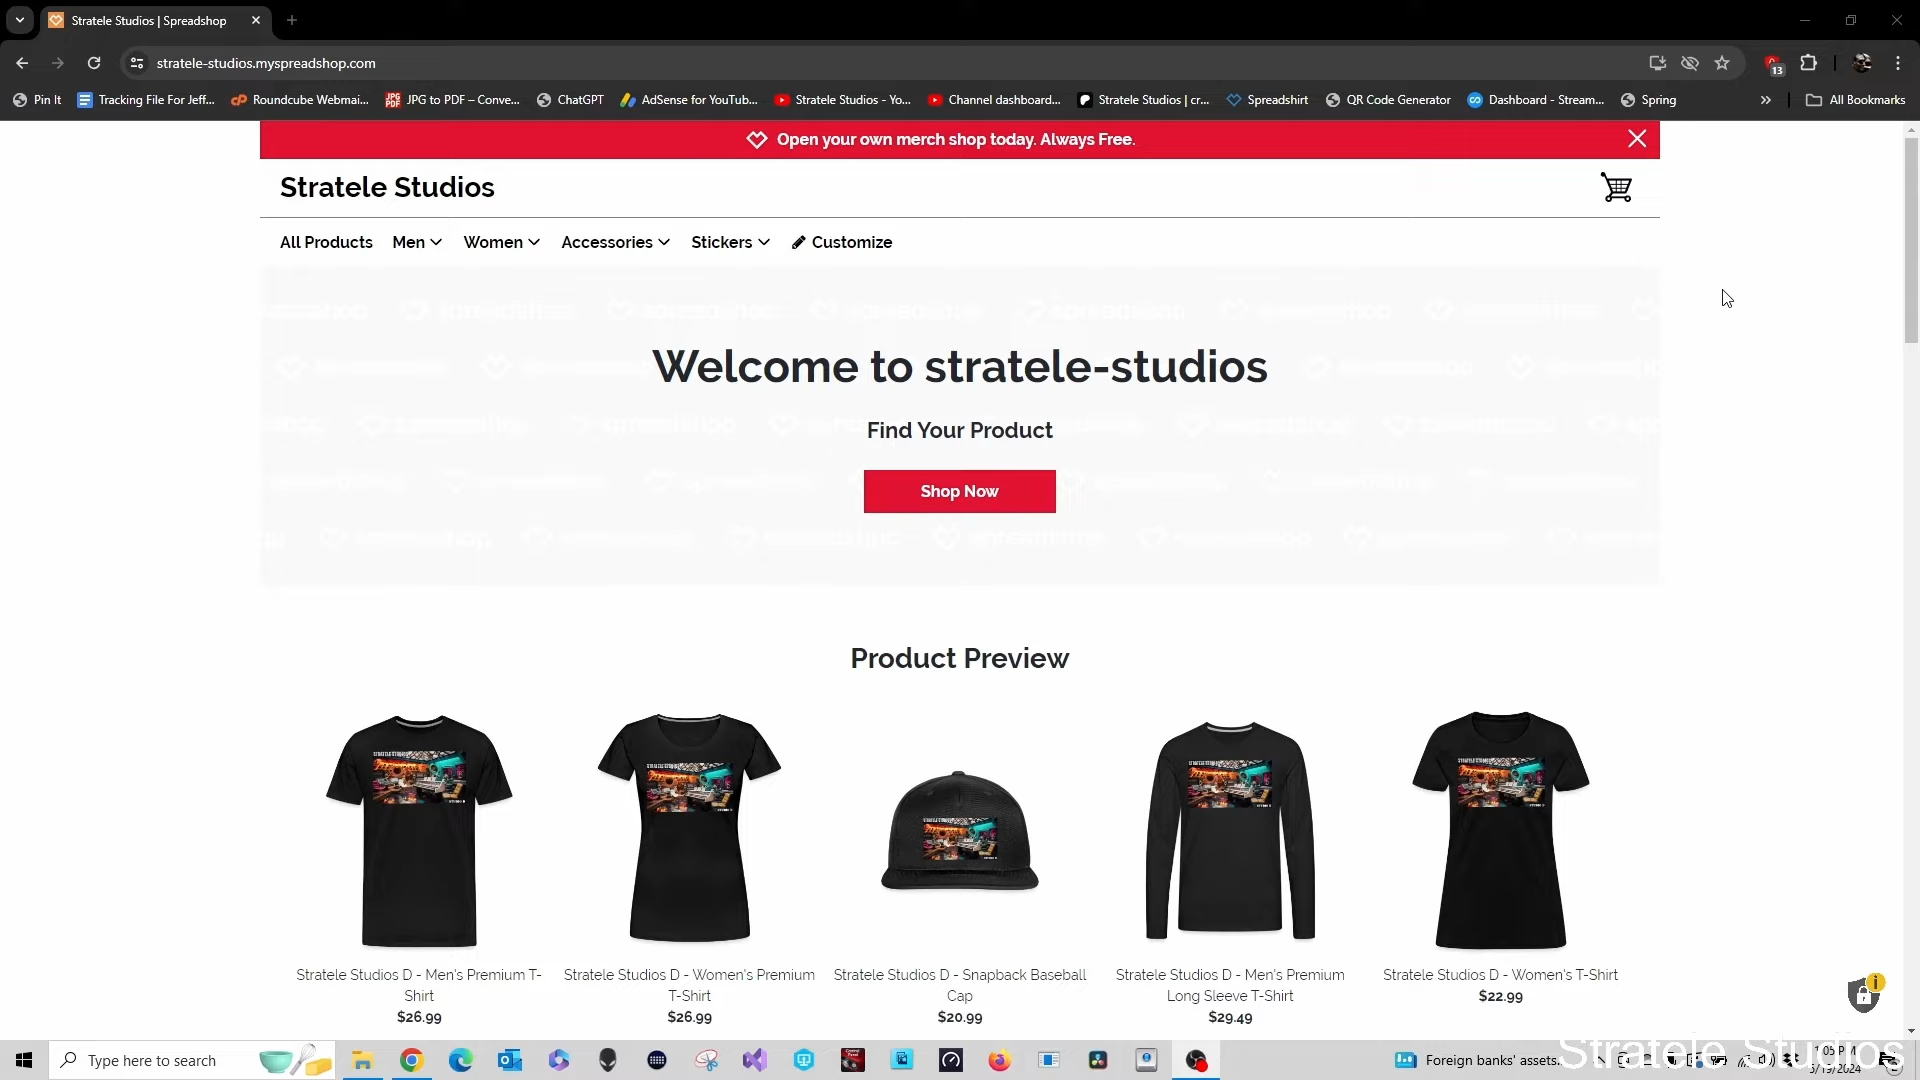 Stratele Studios | Spreadshop
stratele-studios.myspreadshop.com
13
Pin It
Tracking File For Jeff...
Roundcube Webmai...
JPG to PDF – Conve...
ChatGPT
AdSense for YouTub...
Stratele Studios - Yo...
Channel dashboard...
Stratele Studios | cr...
Spreadshirt
QR Code Generator
Dashboard - Stream...
Spring
All Bookmarks
Open your own merch shop today. Always Free.
Stratele Studios
All Products
Men
Women
Accessories
Stickers
Customize
Welcome to stratele-studios
Find Your Product
Shop Now
Product Preview
Stratele Studios D - Men's Premium T-
Shirt
$26.99
Stratele Studios D - Women's Premium
T-Shirt
$26.99
Stratele Studios D - Snapback Baseball
Cap
$20.99
Stratele Studios D - Men's Premium
Long Sleeve T-Shirt
$29.49
Stratele Studios D - Women's T-Shirt
$22.99
Type here to search
Foreign banks' assets...
Stratele Studios